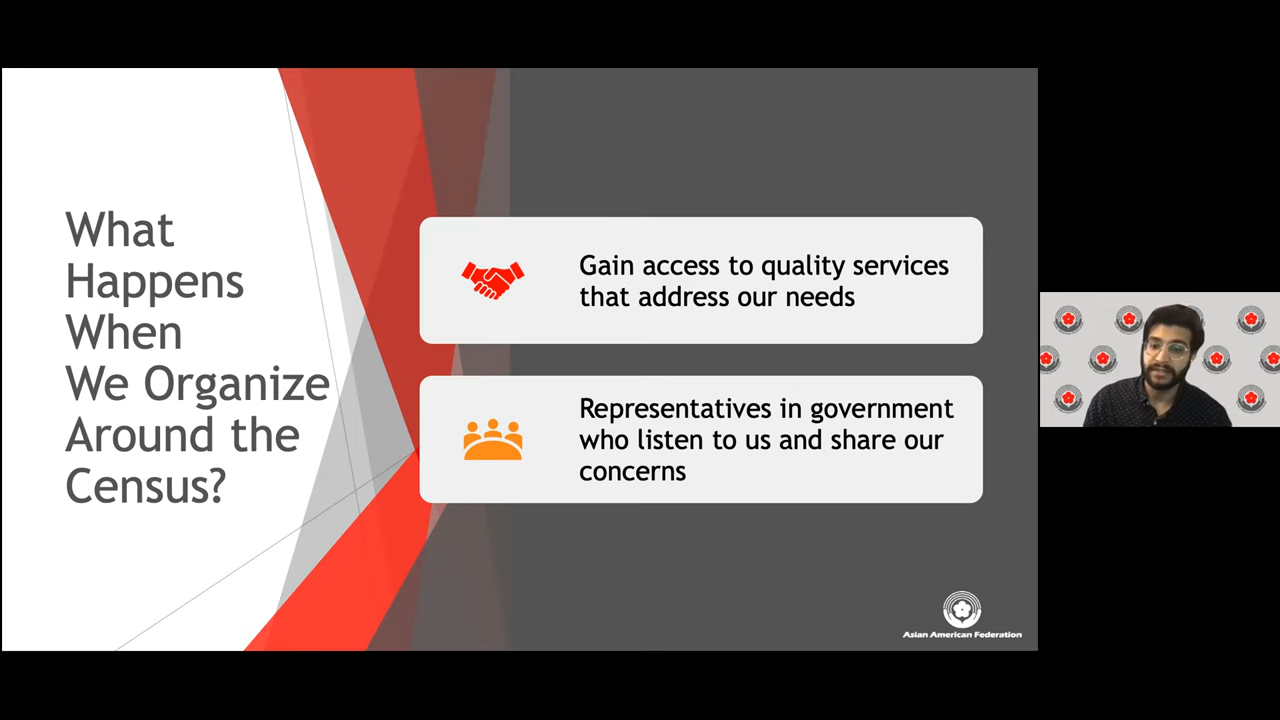 What
Happens
When
We Organize
Around the
Census?
Gain access to quality services
that address our needs
Representatives in government
who listen to us and share our
concerns
Asian American Federation